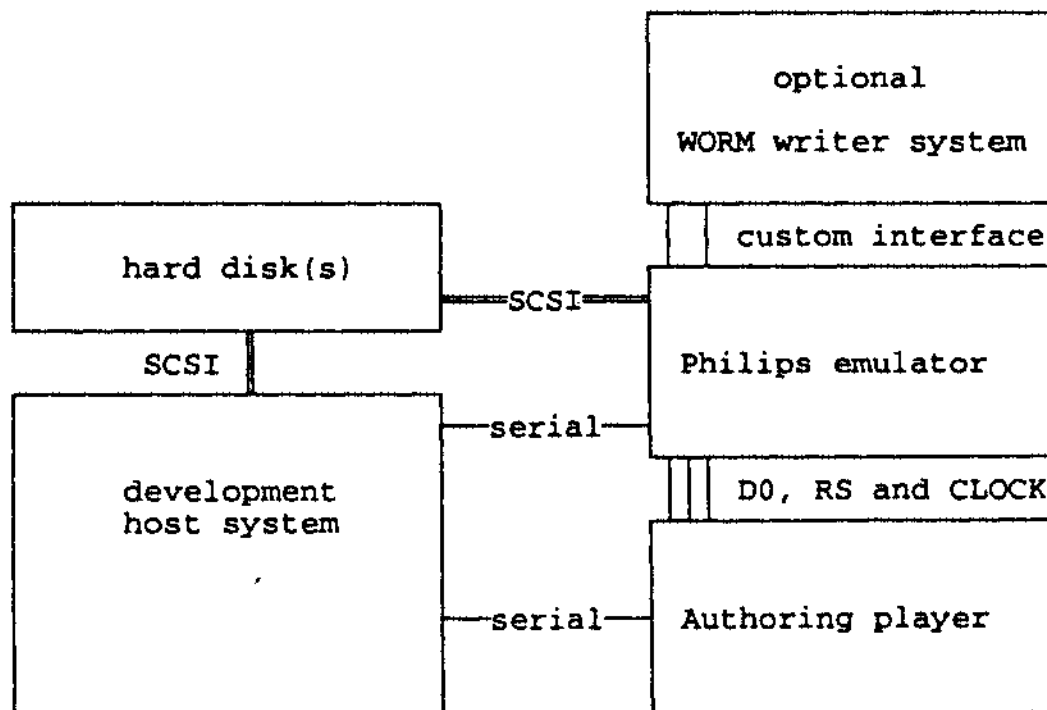 optional
WORM writer system
custom interface
hard disk(s)
SCSI
SCSI
Philips emulator
serial
development
host system
D0, RS and CLOCK
serial
Authoring player